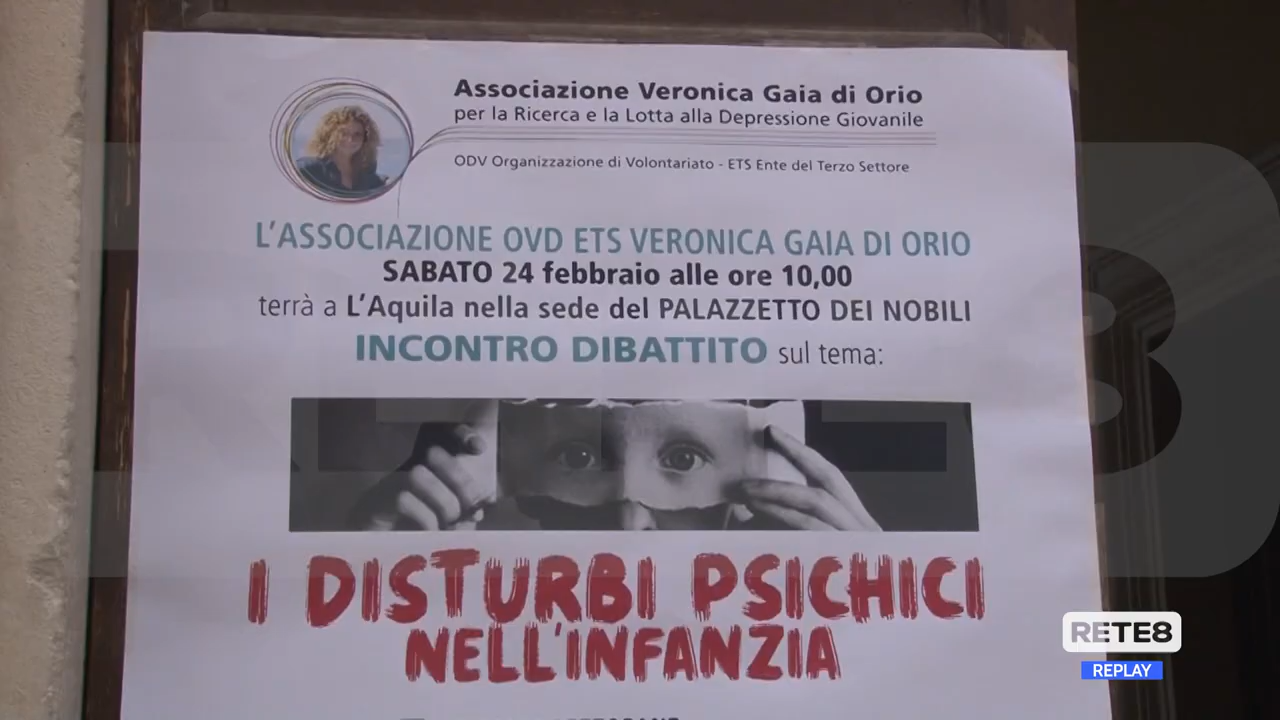 Associazione Veronica Gaia di Orio
per la Ricerca e la Lotta alla Depressione Giovanile
ODV Organizzazione di Volontariato - ETS Ente del Terzo Settore
L'ASSOCIAZIONE OVD ETS VERONICA GAIA DI ORIO
SABATO 24 febbraio alle ore 10,00
terrà a L'Aquila nella sede del PALAZZETTO DEI NOBILI
INCONTRO DIBATTITO sul tema:
I DISTURBI PSICHICI
NELL'INFANZIA
RETE8
REPLAY